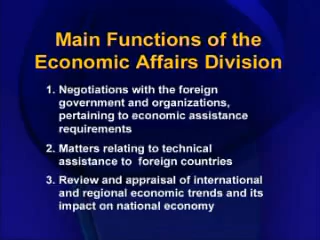 Main Functions of the
Economic Affairs Division
1. Negotiations with the foreign
government and organizations,
pertaining to economic assistance
requirements
2. Matters relating to technical
assistance to foreign countries
3. Review and appraisal of international
and regional economic trends and its
impact on national economy